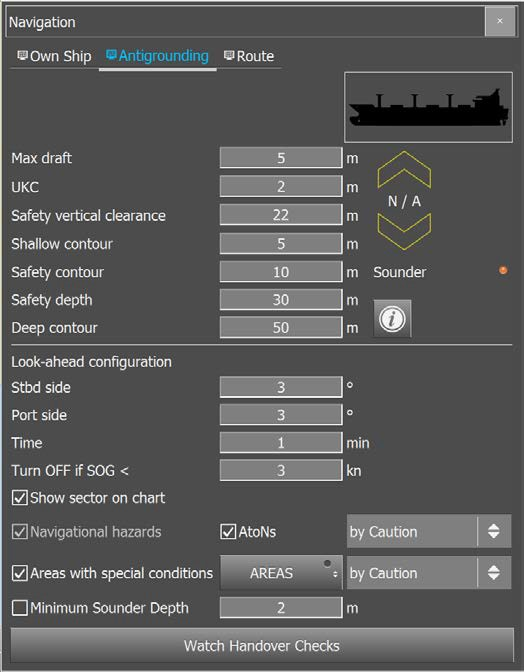 Navigation
Own Ship Antigrounding Route
Max draft 5 m
UKC 2 m
N / A
Safety vertical clearance 22 m
Shallow contour 5 m
Safety contour 10 m Sounder
Safety depth 30 m
Deep contour 50 m
Look-ahead configuration
Stbd side 3 °
Port side 3 °
Time 1 min
Turn OFF if SOG < 3 kn
Show sector on chart
Navigational hazards AtoNs by Caution
Areas with special conditions AREAS by Caution
Minimum Sounder Depth 2 m
Watch Handover Checks